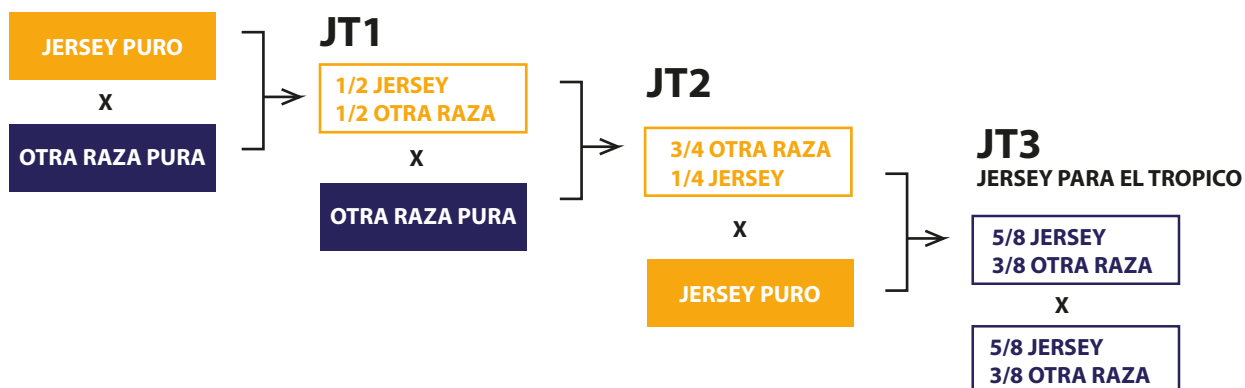 JERSEY PURO
X
OTRA RAZA PURA
JT1
1/2 JERSEY
1/2 OTRA RAZA
X
OTRA RAZA PURA
JT2
3/4 OTRA RAZA
1/4 JERSEY
X
JERSEY PURO
JT3
JERSEY PARA EL TROPICO
5/8 JERSEY
3/8 OTRA RAZA
X
5/8 JERSEY
3/8 OTRA RAZA